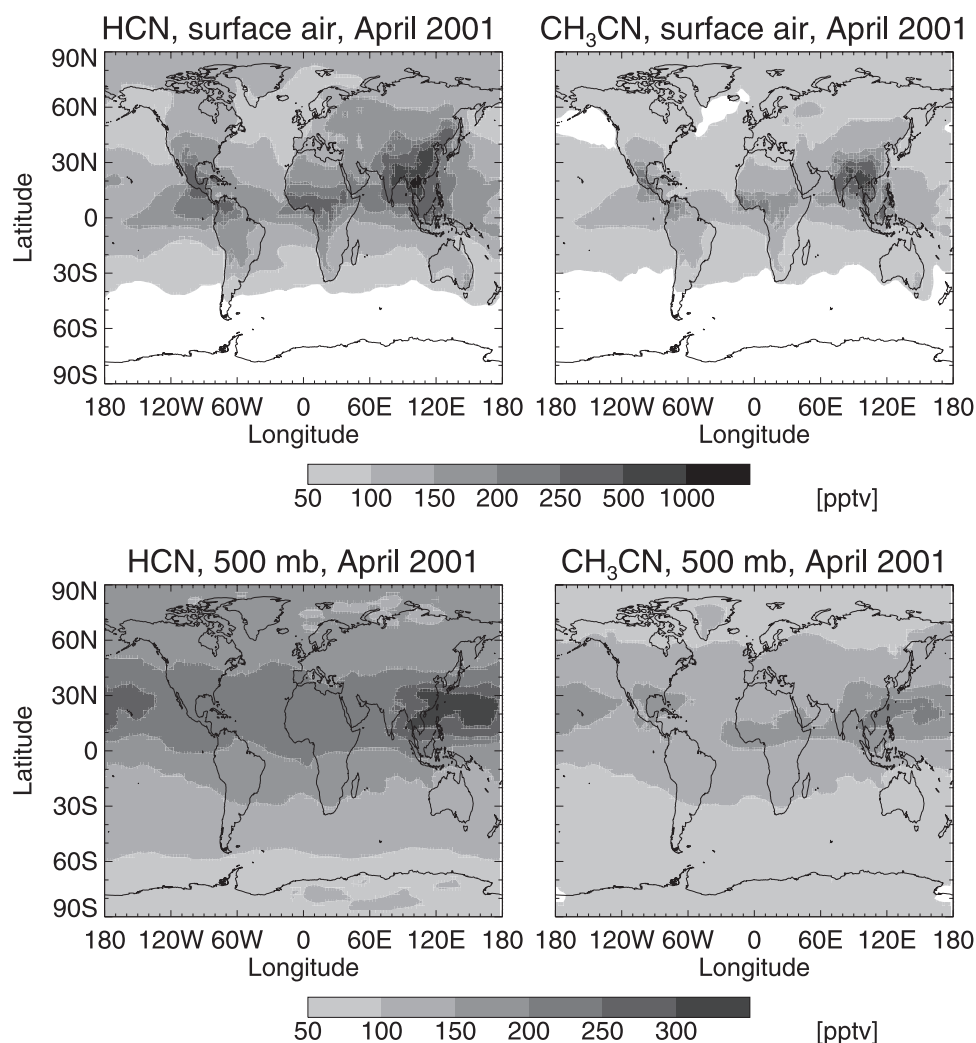 HCN, surface air, April 2001
CH₃CN, surface air, April 2001
90N
60N
30N
0
30S
60S
90S
Latitude
180 120W 60W 0 60E 120E 180
120W 60W 0 60E 120E 180
Longitude
Longitude
50 100 150 200 250 500 1000 [pptv]
HCN, 500 mb, April 2001
CH₃CN, 500 mb, April 2001
90N
60N
30N
0
30S
60S
90S
Latitude
180 120W 60W 0 60E 120E 180
120W 60W 0 60E 120E 180
Longitude
Longitude
50 100 150 200 250 300 [pptv]